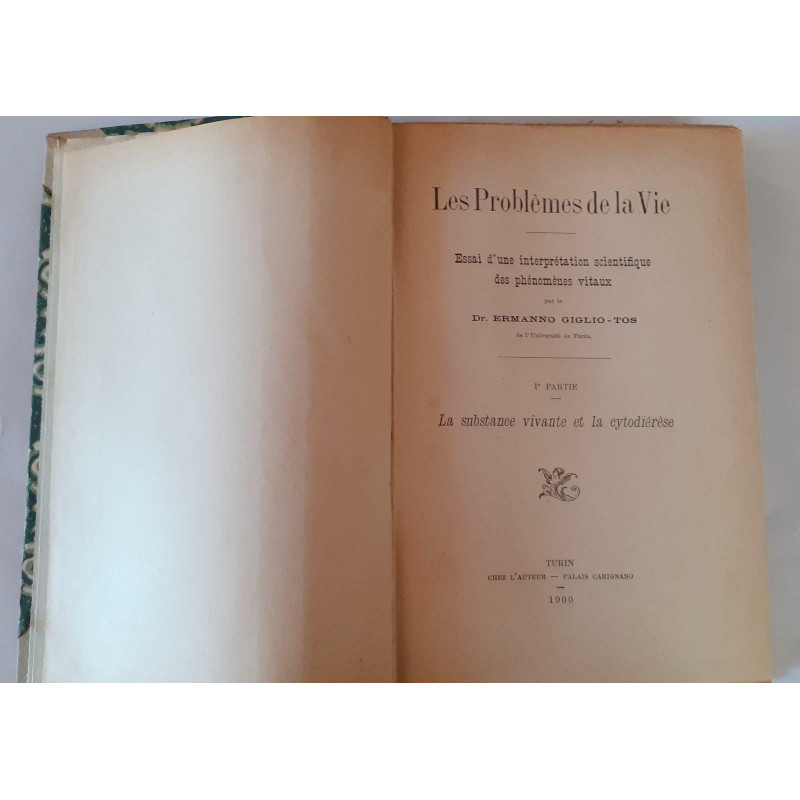 Les Problèmes de la Vie
Essai d'une interprétation scientifique
des phénomènes vitaux
par le
Dr. ERMANNO GIGLIO-TOS
de l'Université de Turin.
Ie PARTIE
La substance vivante et la cytodiérèse
TURIN
CHEZ L'AUTEUR — PALAIS CARIGNANO
1900